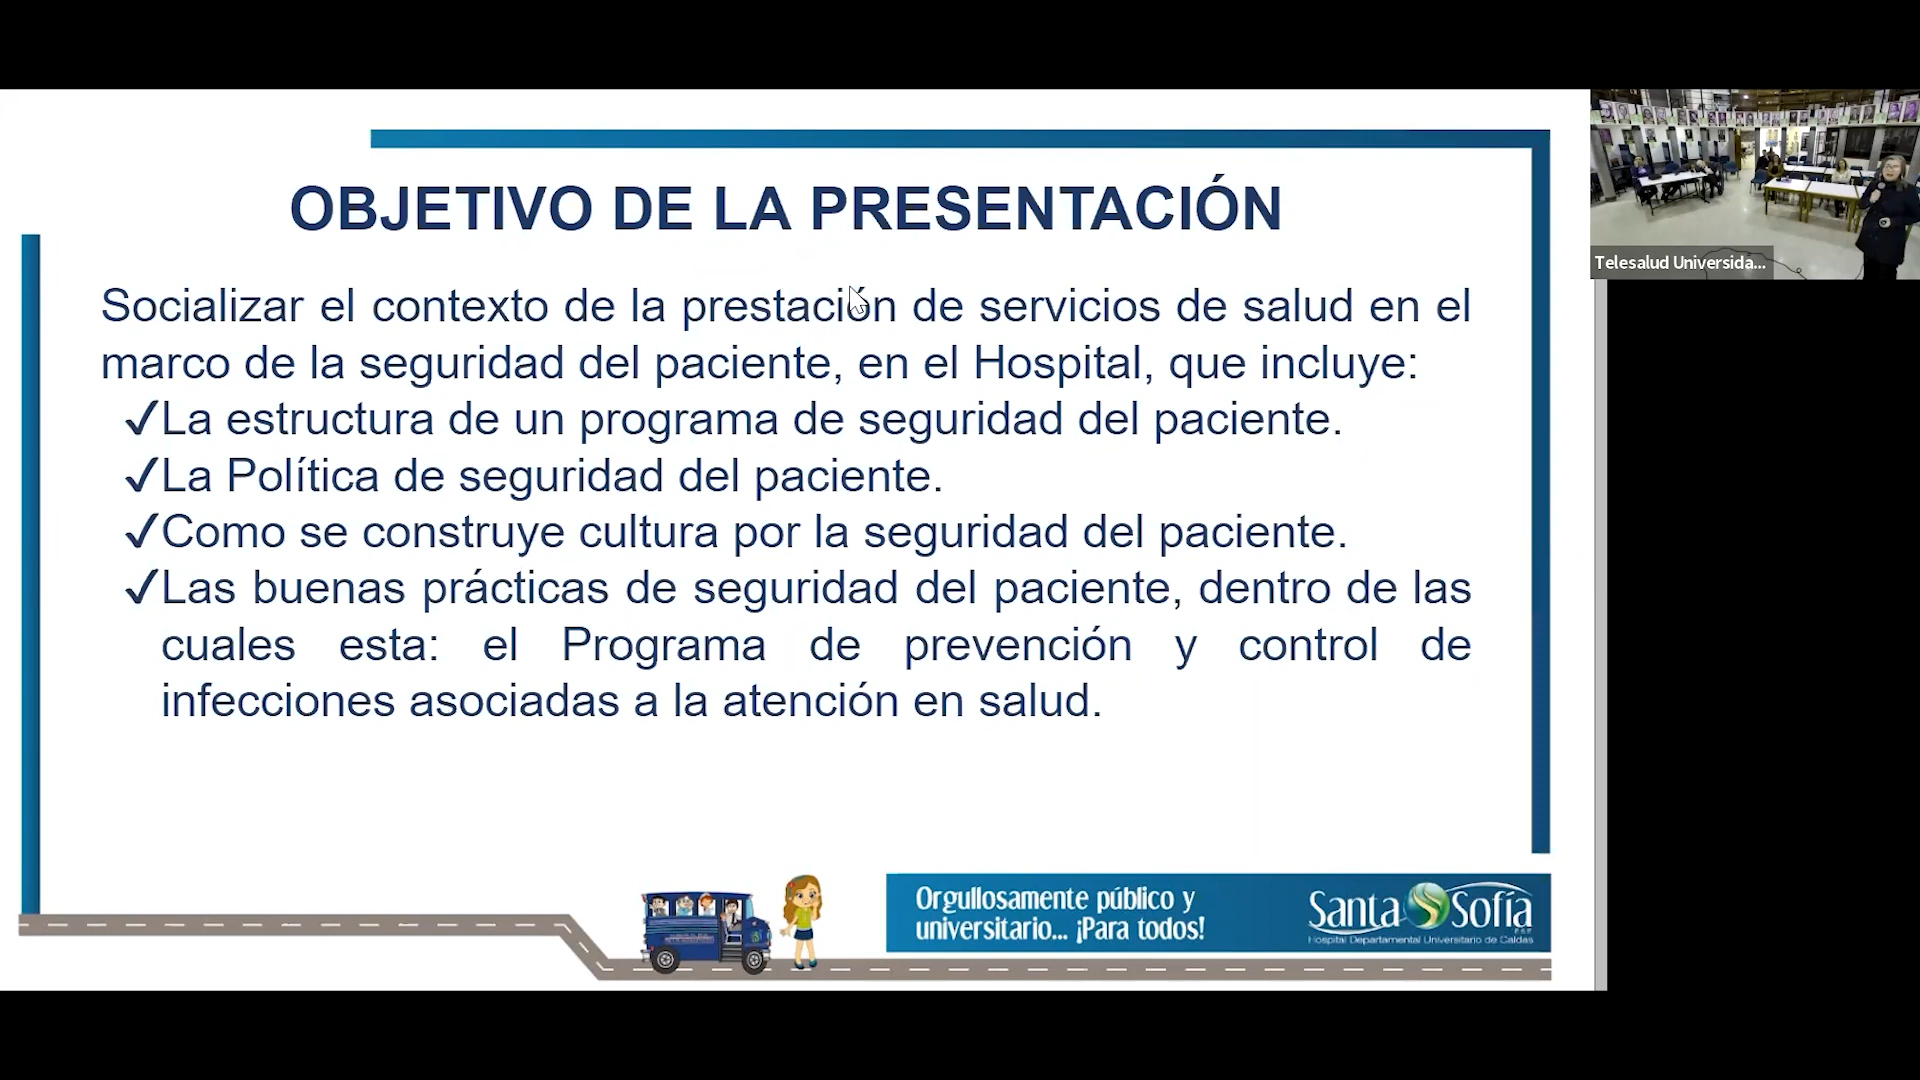 OBJETIVO DE LA PRESENTACIÓN
Socializar el contexto de la prestación de servicios de salud en el
marco de la seguridad del paciente, en el Hospital, que incluye:
✓La estructura de un programa de seguridad del paciente.
✓La Política de seguridad del paciente.
✓Como se construye cultura por la seguridad del paciente.
✓Las buenas prácticas de seguridad del paciente, dentro de las
cuales esta: el Programa de prevención y control de
infecciones asociadas a la atención en salud.
Orgullosamente público y
universitario... ¡Para todos!
Santa Sofía
Hospital Departamental Universitario de Caldas
Telesalud Universida...